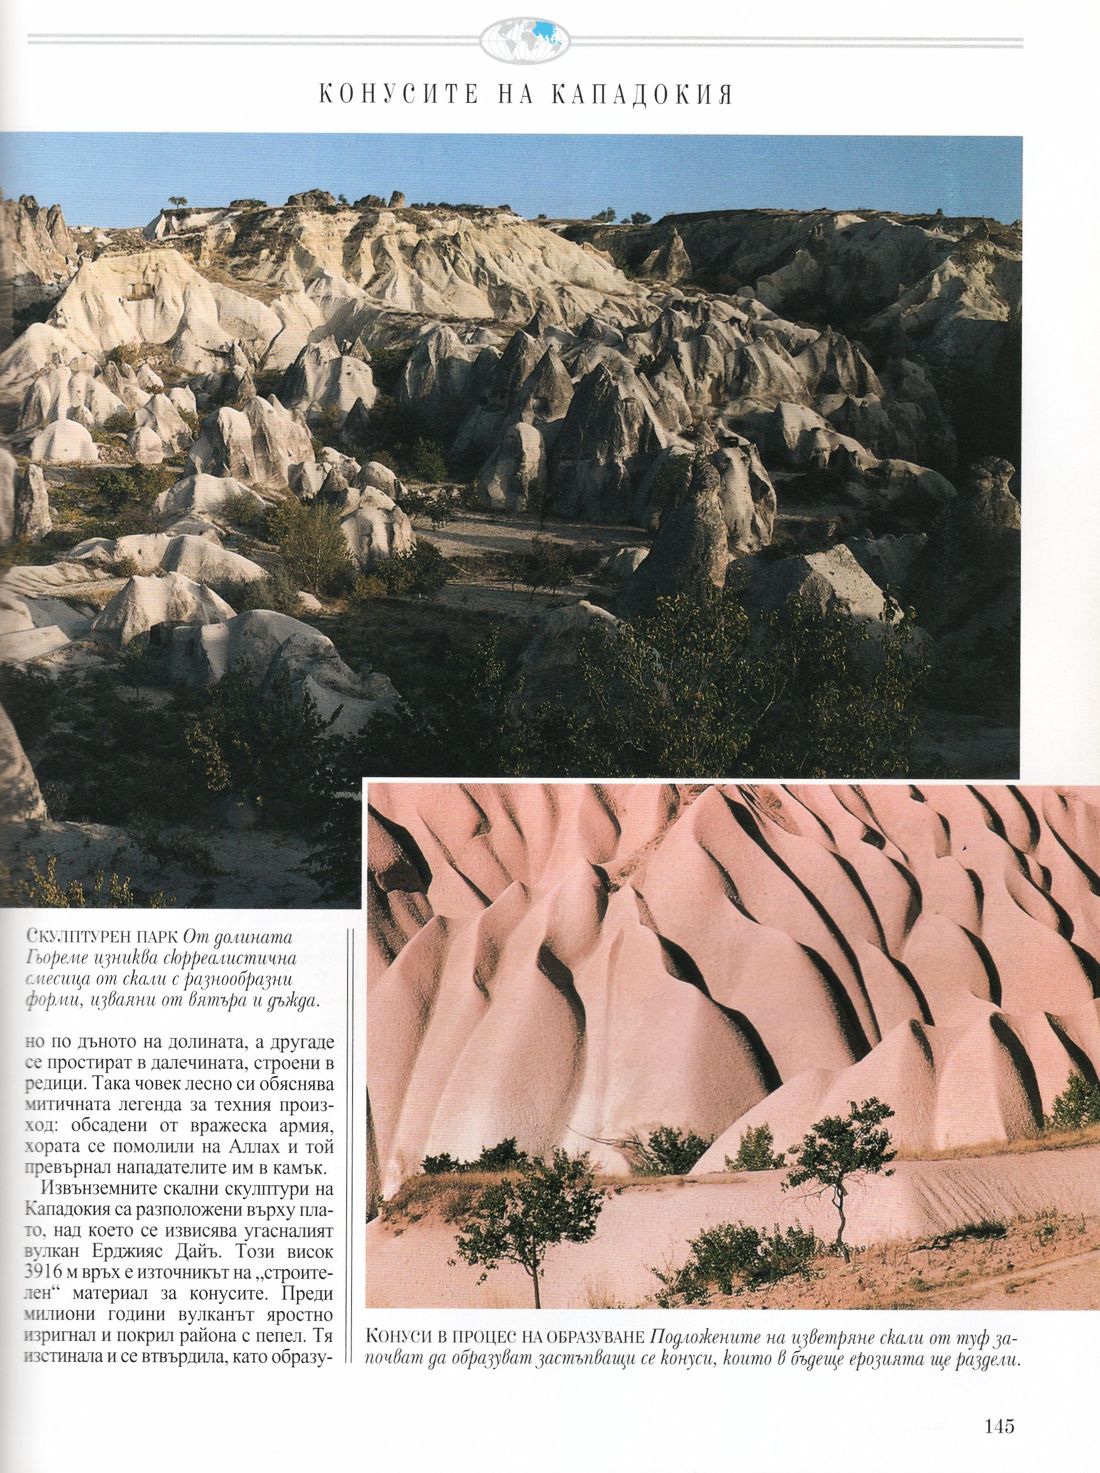 КОНУСИТЕ НА КАПАДОКИЯ
СКУЛПТУРЕН ПАРК От долината
Гьореме изниква сюрреалистична
смесица от скали с разнообразни
форми, изваяни от вятъра и дъжда.
но по дъното на долината, а другаде
се простират в далечината, строени в
редици. Така човек лесно си обяснява
митичната легенда за техния произ-
ход: обсадени от вражеска армия,
хората се помолили на Аллах и той
превърнал нападателите им в камък.
Извънземните скални скулптури на
Кападокия са разположени върху пла-
то, над което се извисява угасналият
вулкан Ерджияс Дайъ. Този висок
3916 м връх е източникът на „строите-
лен“ материал за конусите. Преди
милиони години вулканът яростно
изригнал и покрил района с пепел. Тя
изстинала и се втвърдила, като образу-
КОНУСИ В ПРОЦЕС НА ОБРАЗУВАНЕ Подложените на изветряне скали от туф за-
почват да образуват застъпващи се конуси, които в бъдеще ерозията ще раздели.
145